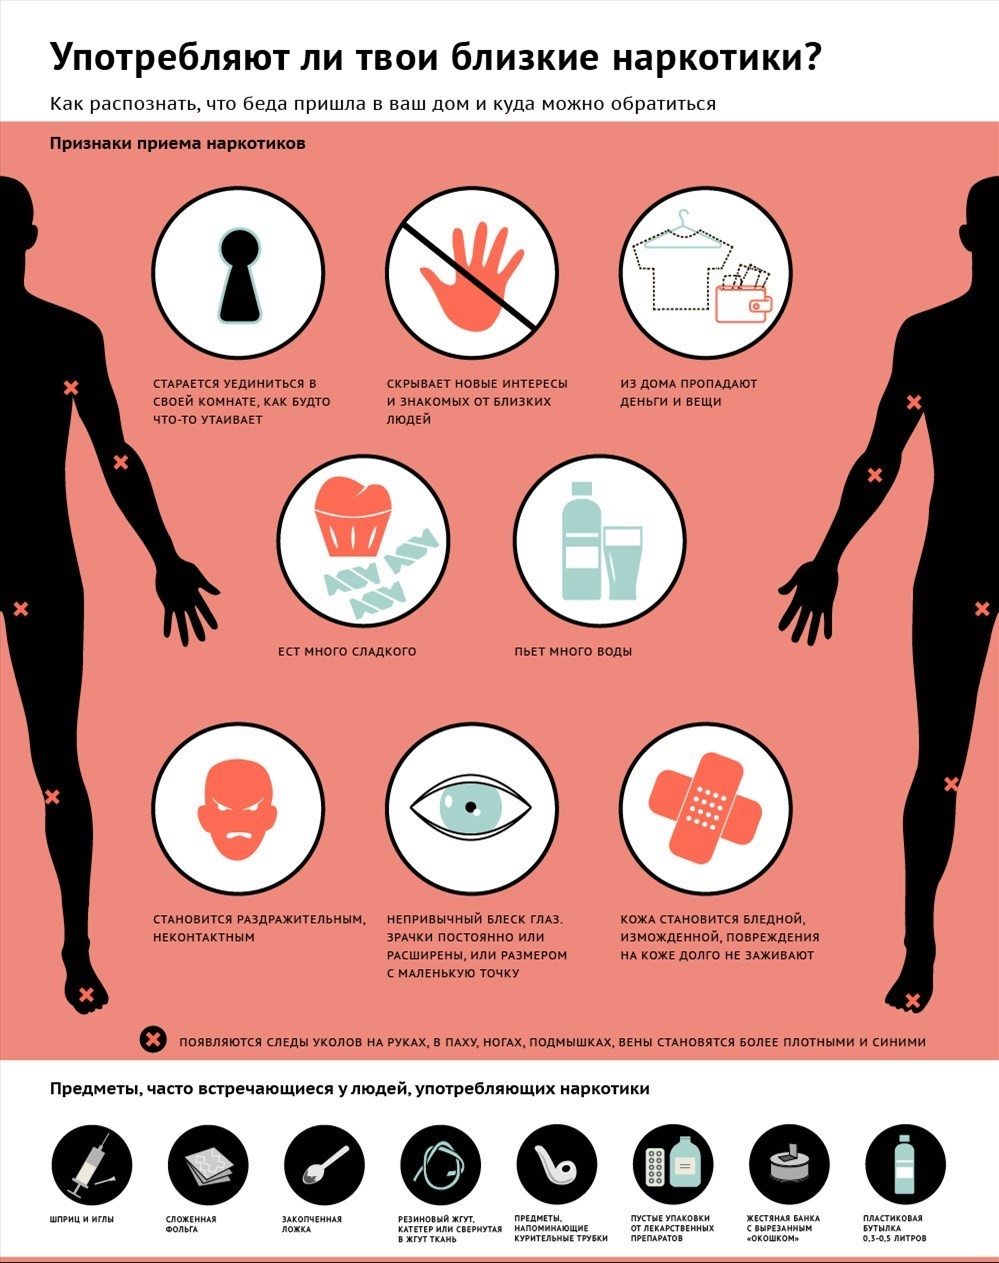 Употребляют ли твои близкие наркотики?
Как распознать, что беда пришла в ваш дом и куда можно обратиться
Признаки приема наркотиков
СТАРАЕТСЯ УЕДИНИТЬСЯ В
СВОЕЙ КОМНАТЕ, КАК БУДТО
ЧТО-ТО УТАИВАЕТ
СКРЫВАЕТ НОВЫЕ ИНТЕРЕСЫ
И ЗНАКОМЫХ ОТ БЛИЗКИХ
ЛЮДЕЙ
ИЗ ДОМА ПРОПАДАЮТ
ДЕНЬГИ И ВЕЩИ
ЕСТ МНОГО СЛАДКОГО
ПЬЕТ МНОГО ВОДЫ
СТАНОВИТСЯ РАЗДРАЖИТЕЛЬНЫМ,
НЕКОНТАКТНЫМ
НЕПРИВЫЧНЫЙ БЛЕСК ГЛАЗ.
ЗРАЧКИ ПОСТОЯННО ИЛИ
РАСШИРЕНЫ, ИЛИ РАЗМЕРОМ
С МАЛЕНЬКУЮ ТОЧКУ
КОЖА СТАНОВИТСЯ БЛЕДНОЙ,
ИЗМОЖДЕННОЙ, ПОВРЕЖДЕНИЯ
НА КОЖЕ ДОЛГО НЕ ЗАЖИВАЮТ
ПОЯВЛЯЮТСЯ СЛЕДЫ УКОЛОВ НА РУКАХ, В ПАХУ, НОГАХ, ПОДМЫШКАХ, ВЕНЫ СТАНОВЯТСЯ БОЛЕЕ ПЛОТНЫМИ И СИНИМИ
Предметы, часто встречающиеся у людей, употребляющих наркотики
ШПРИЦ И ИГЛЫ
СЛОЖЕННАЯ
ФОЛЬГА
ЗАКОПЧЕННАЯ
ЛОЖКА
РЕЗИНОВЫЙ ЖГУТ,
КАТЕТЕР ИЛИ СВЕРНУТАЯ
В ЖГУТ ТКАНЬ
ПРЕДМЕТЫ,
НАПОМИНАЮЩИЕ
КУРИТЕЛЬНЫЕ ТРУБКИ
ПУСТЫЕ УПАКОВКИ
ОТ ЛЕКАРСТВЕННЫХ
ПРЕПАРАТОВ
ЖЕСТЯНАЯ БАНКА
С ВЫРЕЗАННЫМ
«ОКОШКОМ»
ПЛАСТИКОВАЯ
БУТЫЛКА
0,3-0,5 ЛИТРОВ